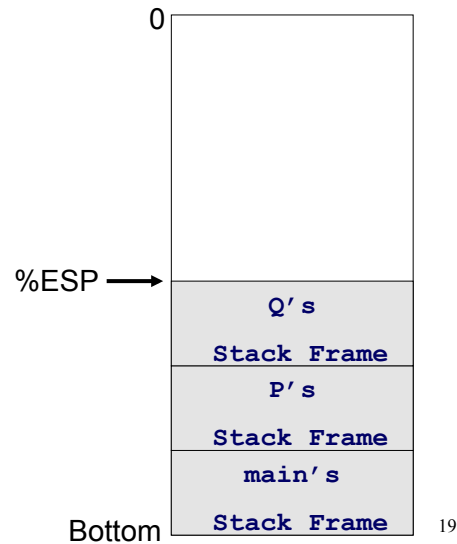 0
%ESP
Q's
Stack Frame
P's
Stack Frame
main's
Stack Frame
Bottom
19